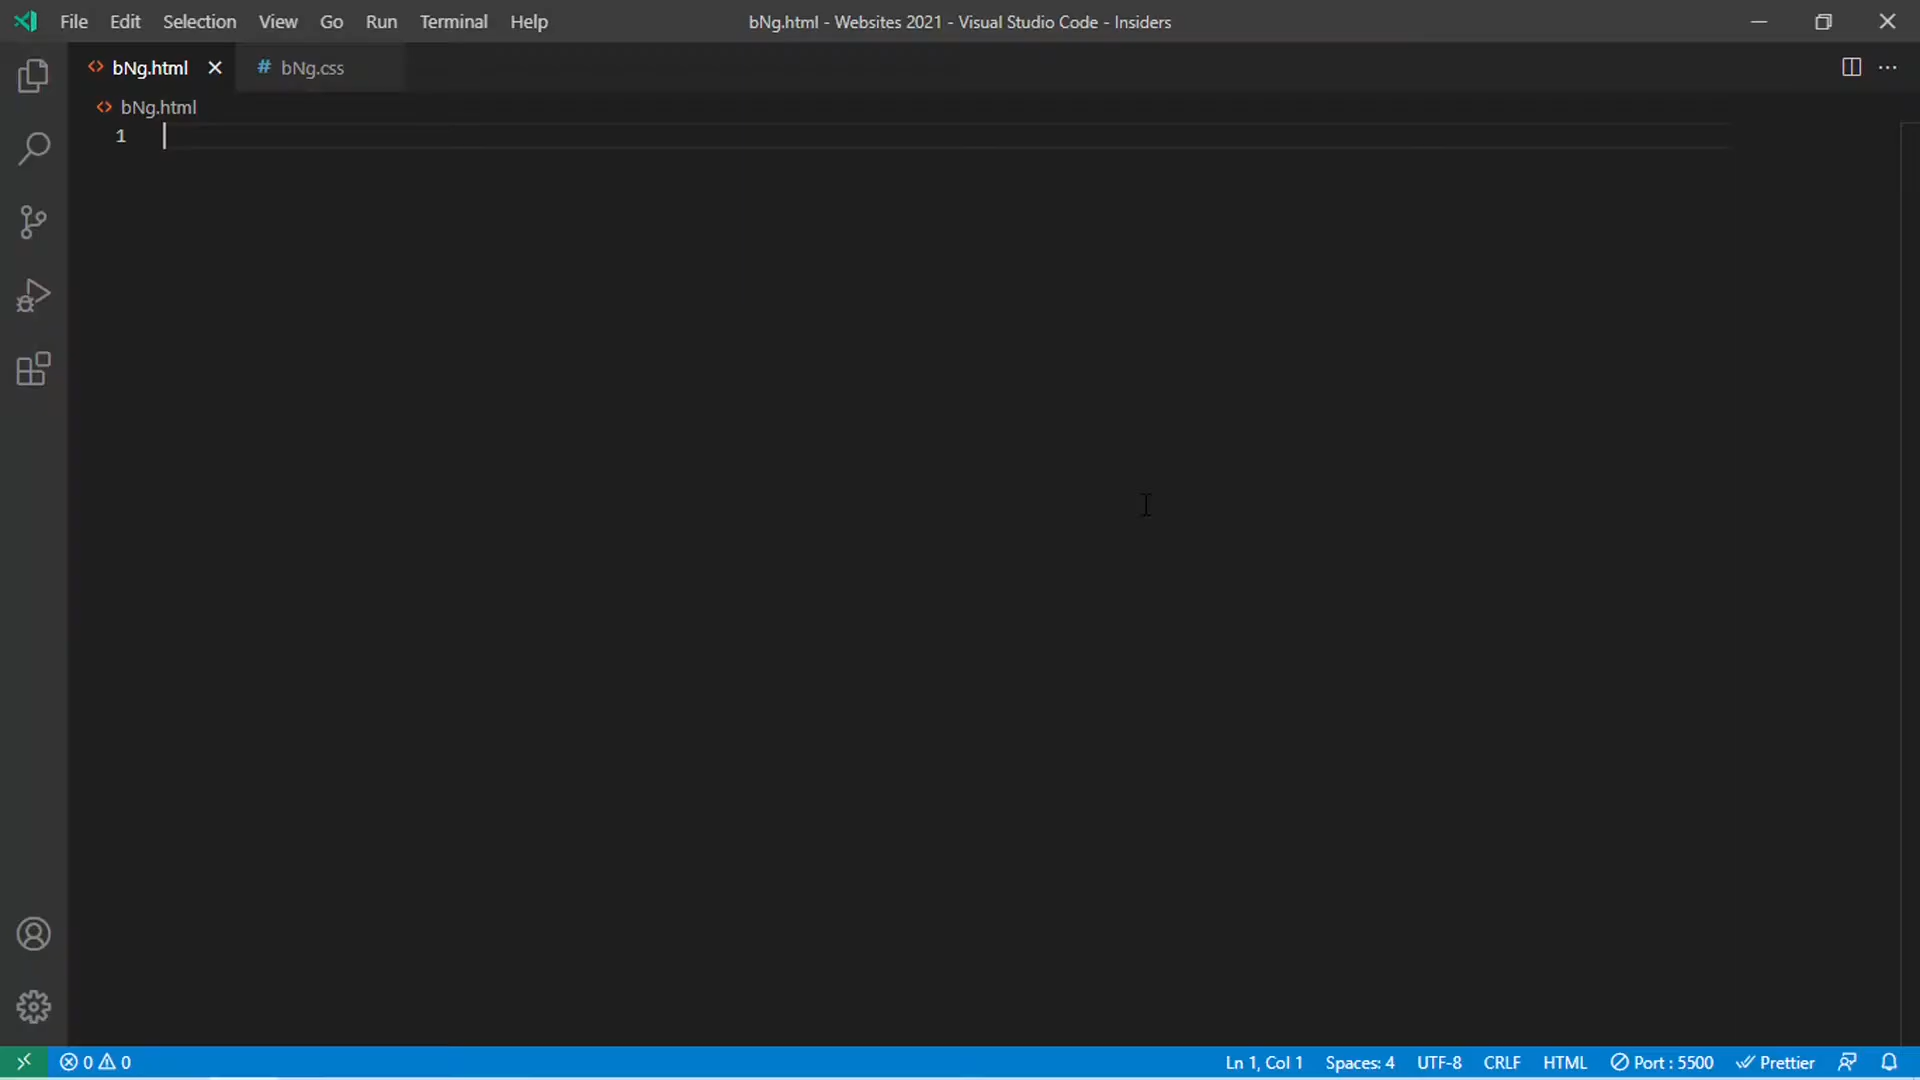 File Edit Selection View Go Run Terminal Help bNg.html - Websites 2021 - Visual Studio Code - Insiders
bNg.html bNg.css
bNg.html
1
0 0 Ln 1, Col 1 Spaces: 4 UTF-8 CRLF HTML Port : 5500 Prettier